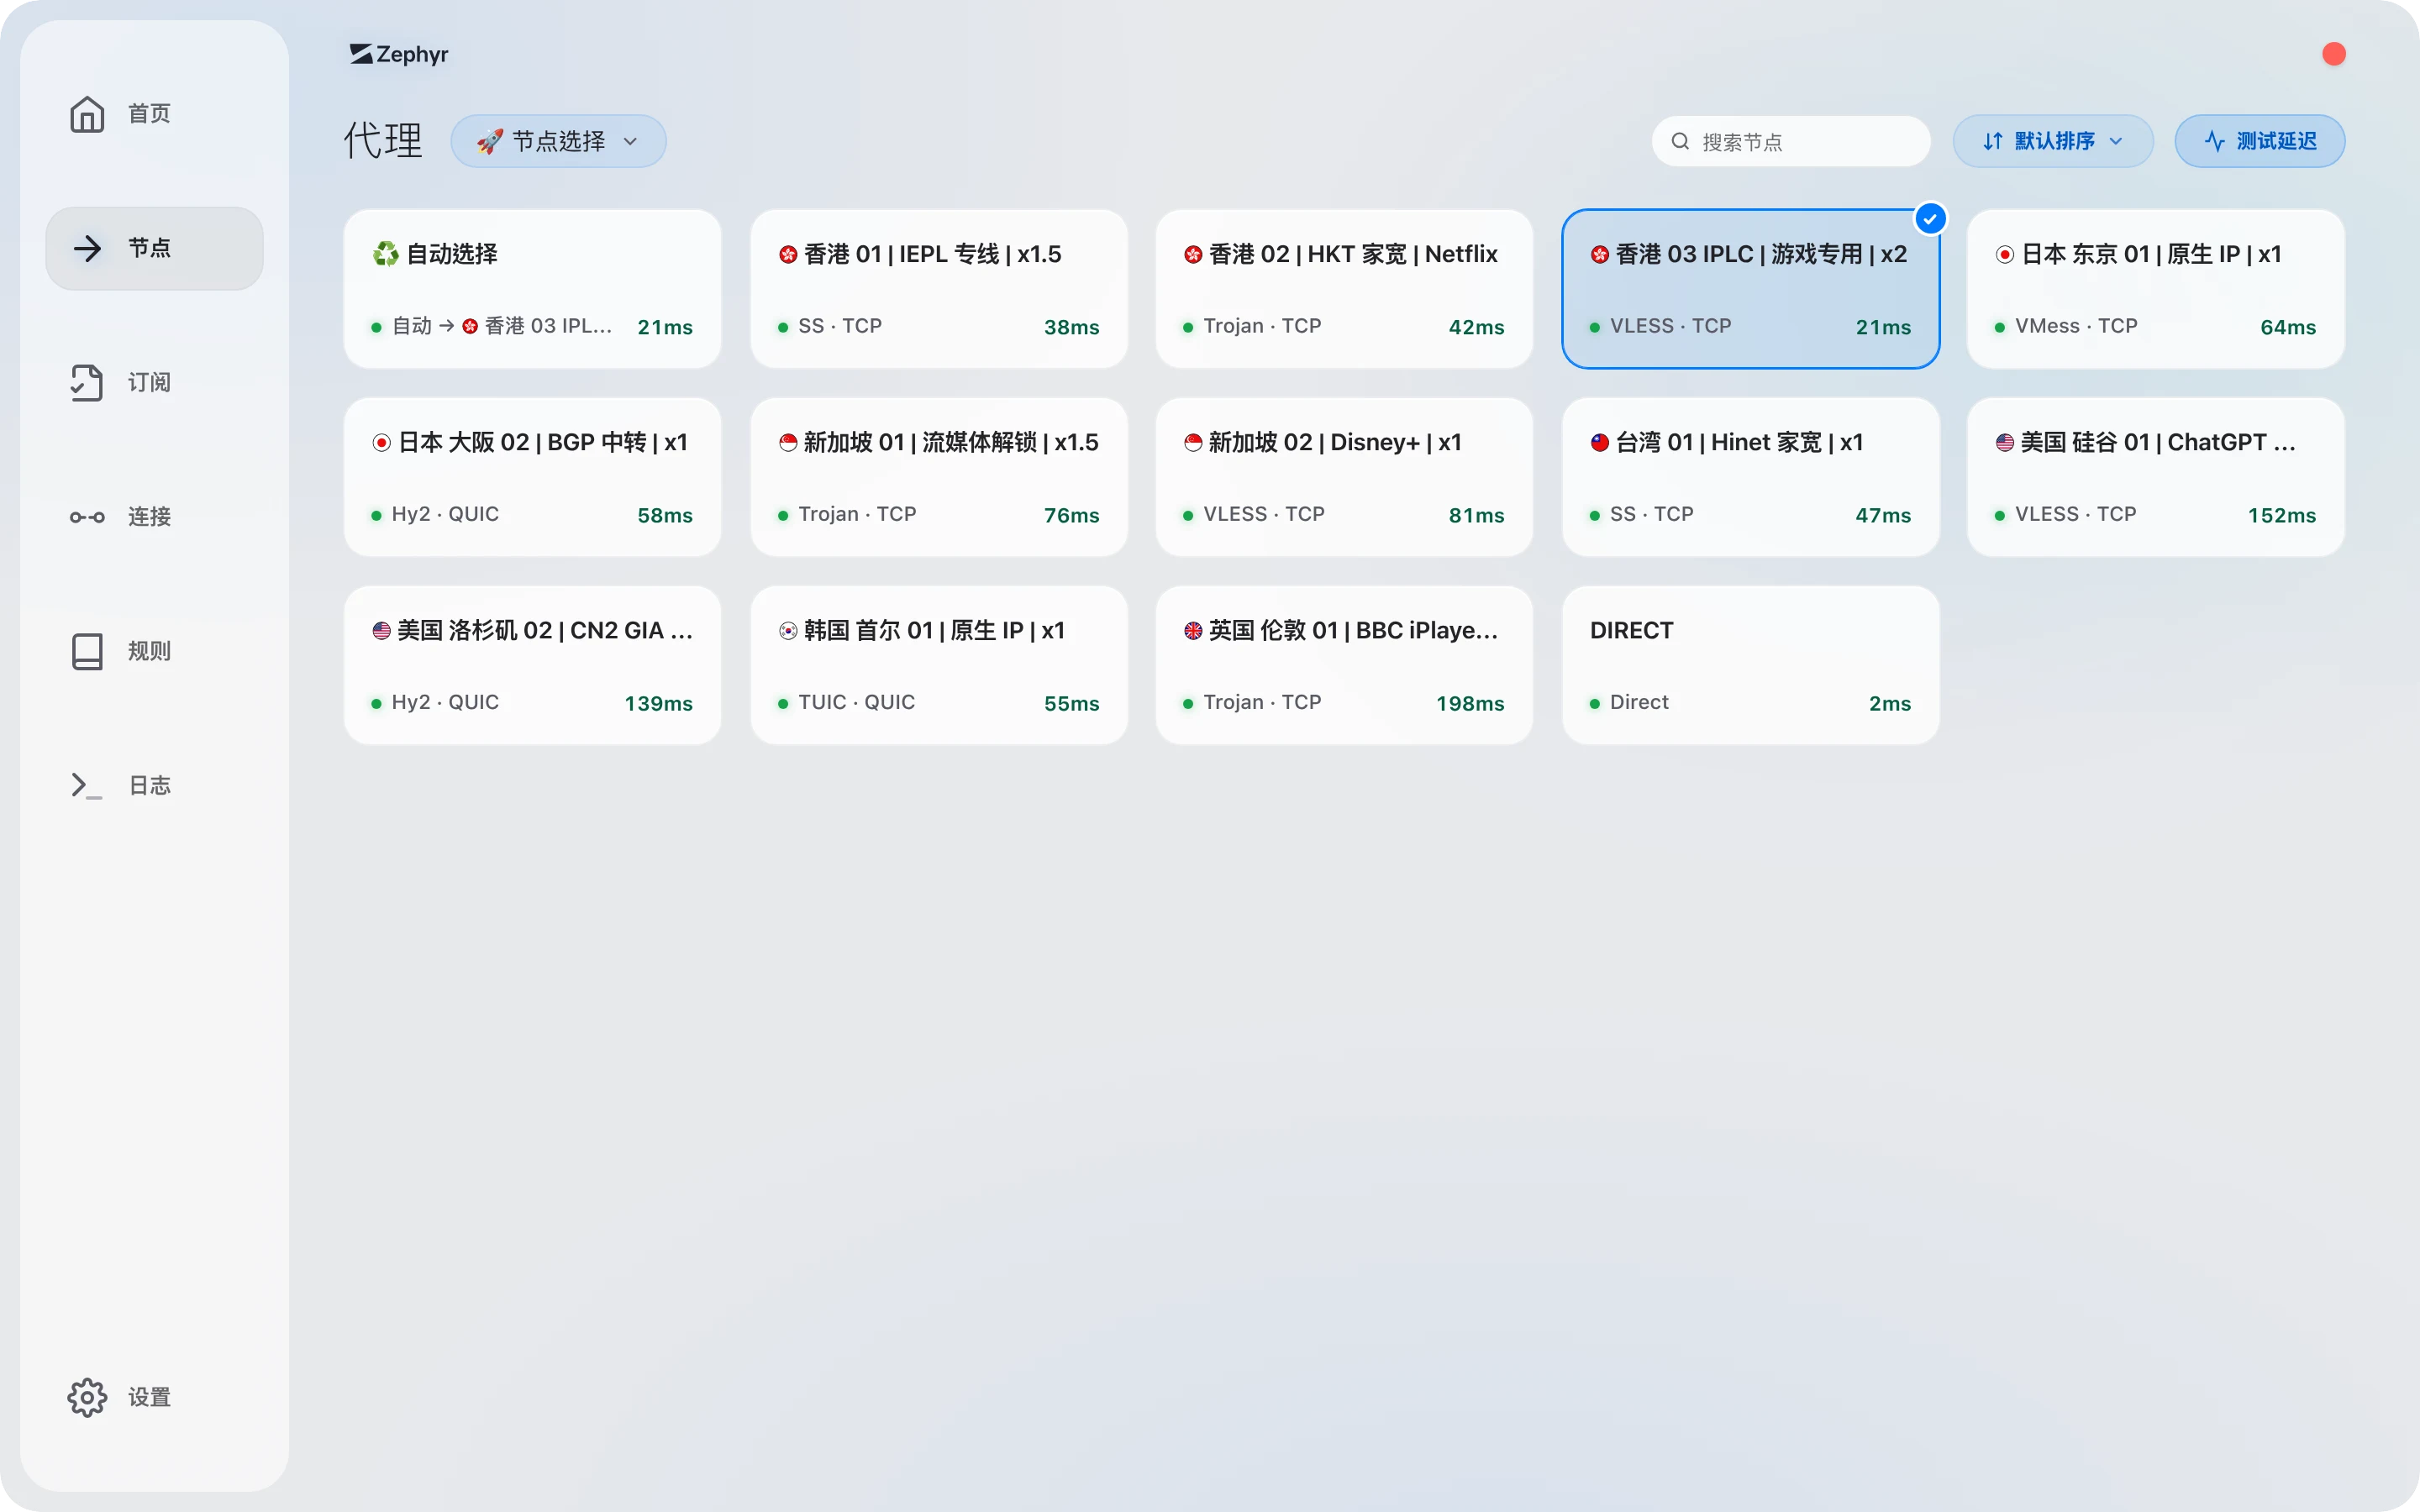 Zephyr
首页
节点
订阅
连接
规则
日志
设置
代理
🚀 节点选择
搜索节点
默认排序
测试延迟
♻️ 自动选择
自动 → 🇭🇰 香港 03 IPL... 21ms
🇭🇰 香港 01 | IEPL 专线 | x1.5
SS · TCP 38ms
🇭🇰 香港 02 | HKT 家宽 | Netflix
Trojan · TCP 42ms
🇭🇰 香港 03 IPLC | 游戏专用 | x2
VLESS · TCP 21ms
🇯🇵 日本 东京 01 | 原生 IP | x1
VMess · TCP 64ms
🇯🇵 日本 大阪 02 | BGP 中转 | x1
Hy2 · QUIC 58ms
🇸🇬 新加坡 01 | 流媒体解锁 | x1.5
Trojan · TCP 76ms
🇸🇬 新加坡 02 | Disney+ | x1
VLESS · TCP 81ms
🇹🇼 台湾 01 | Hinet 家宽 | x1
SS · TCP 47ms
🇺🇸 美国 硅谷 01 | ChatGPT ...
VLESS · TCP 152ms
🇺🇸 美国 洛杉矶 02 | CN2 GIA ...
Hy2 · QUIC 139ms
🇰🇷 韩国 首尔 01 | 原生 IP | x1
TUIC · QUIC 55ms
🇬🇧 英国 伦敦 01 | BBC iPlaye...
Trojan · TCP 198ms
DIRECT
Direct 2ms